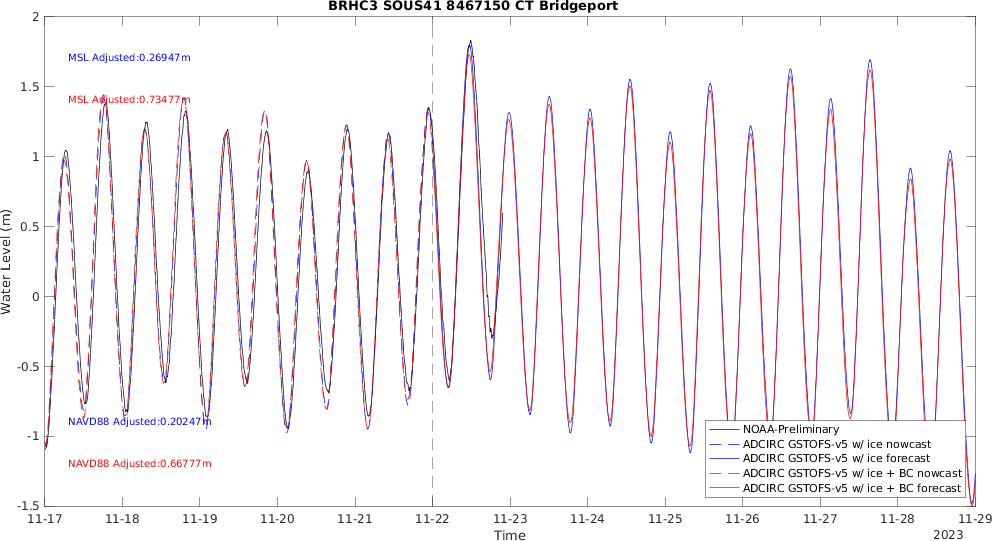 BRHC3 SOUS41 8467150 CT Bridgeport
2
1.5
1
0.5
0
-0.5
-1
-1.5
Water Level (m)
MSL Adjusted:0.26947m
MSL Adjusted:0.73477m
NAVD88 Adjusted:0.20247m
NAVD88 Adjusted:0.66777m
NOAA-Preliminary
ADCIRC GSTOFS-v5 w/ ice nowcast
ADCIRC GSTOFS-v5 w/ ice forecast
ADCIRC GSTOFS-v5 w/ ice + BC nowcast
ADCIRC GSTOFS-v5 w/ ice + BC forecast
11-17 11-18 11-19 11-20 11-21 11-22 11-23 11-24 11-25 11-26 11-27 11-28 11-29
Time
2023